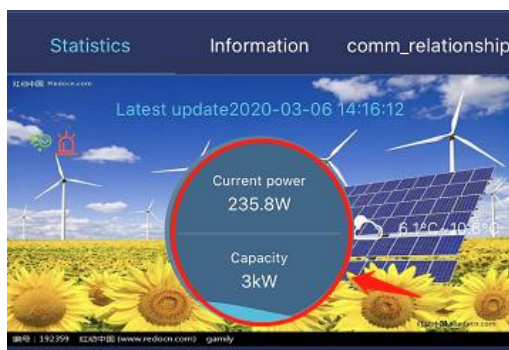 Statistics
Information
comm_relationship
红动中国 Redocn.com
Latest update2020-03-06 14:16:12
Current power
235.8W
6.1°C~10.6°C
Capacity
3kW
编号：192359 红动中国 (www.redocn.com) gamily